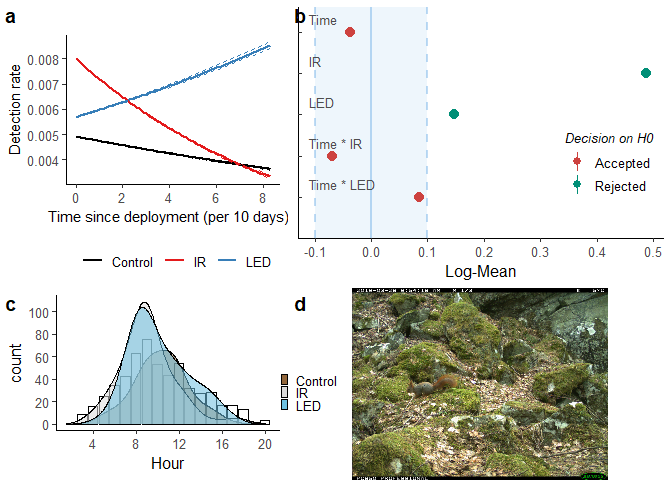 a
Detection rate
0.008
0.007
0.006
0.005
0.004
0 2 4 6 8
Time since deployment (per 10 days)
Control IR LED
b
Time
IR
LED
Time * IR
Time * LED
Decision on H0
Accepted
Rejected
-0.1 0.0 0.1 0.2 0.3 0.4 0.5
Log-Mean
c
count
100
80
60
40
20
0
4 8 12 16 20
Hour
Control
IR
LED
d
PROFESSIONAL